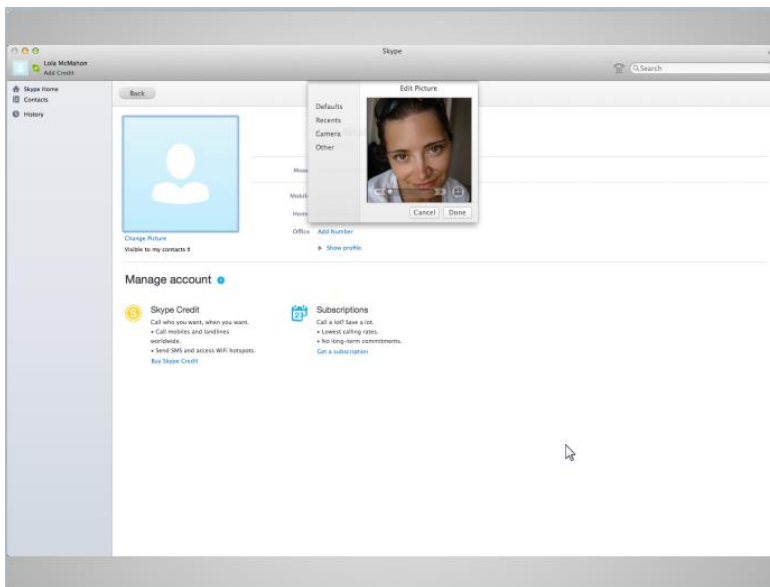 Skype
Lola McMahon
Add Credit
Search
Skype Home
Contacts
History
Back
Edit Picture
Defaults
Recents
Camera
Other
Cancel
Done
Mobile
Home
Office
Add Number
Show profile
Change Picture
Visible to my contacts
Manage account
Skype Credit
Call who you want, when you want.
• Call mobiles and landlines
worldwide.
• Send SMS and access WiFi hotspots.
Buy Skype Credit
23
Subscriptions
Call a lot? Save a lot.
• Lowest calling rates.
• No long-term commitments.
Get a subscription